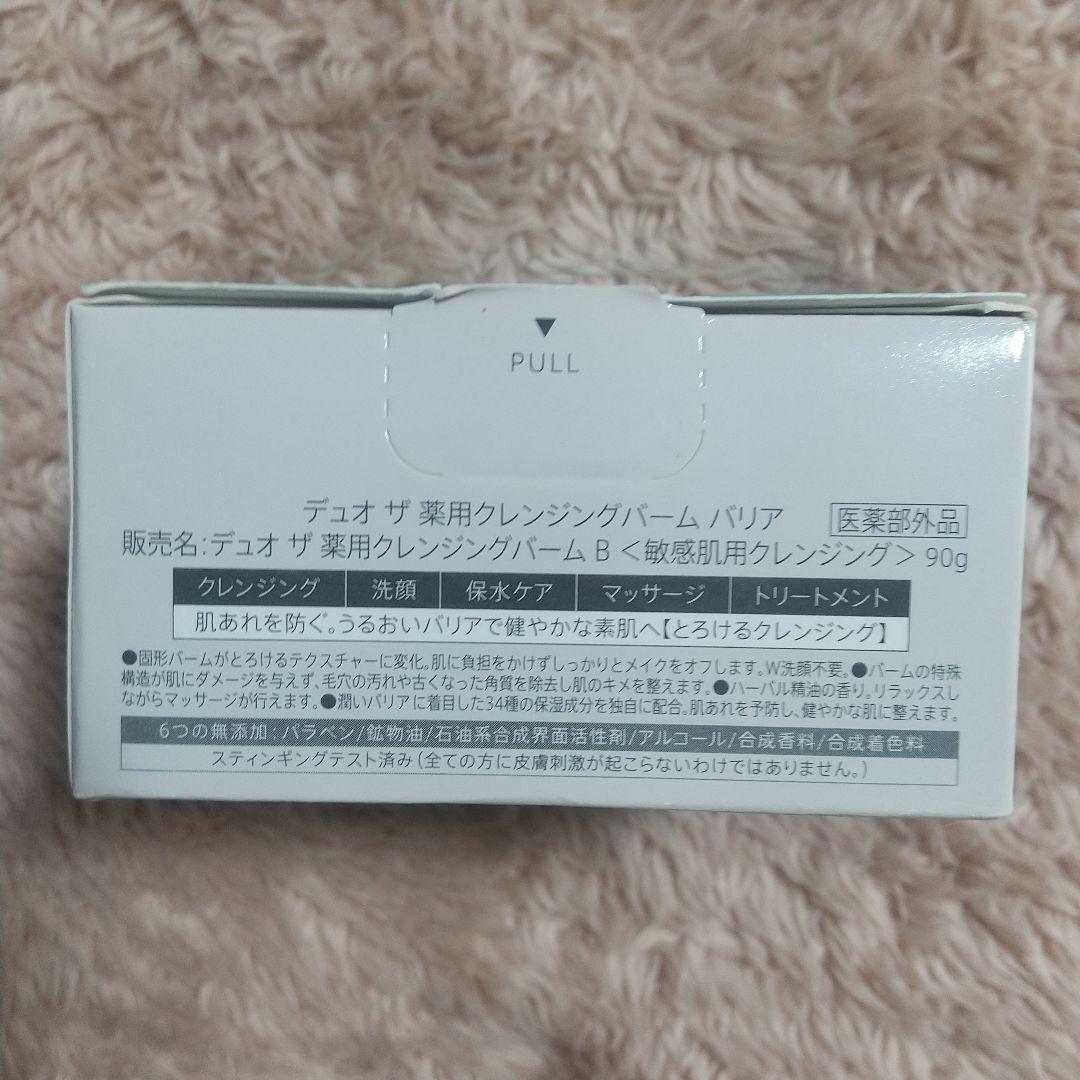 ▼
PULL
デュオ ザ 薬用クレンジングバーム バリア 医薬部外品
販売名:デュオ ザ 薬用クレンジングバーム B <敏感肌用クレンジング> 90g
クレンジング 洗顔 保水ケア マッサージ トリートメント
肌あれを防ぐ。うるおいバリアで健やかな素肌へ【とろけるクレンジング】
●固形バームがとろけるテクスチャーに変化。肌に負担をかけずしっかりとメイクをオフします。W洗顔不要。●バームの特殊
構造が肌にダメージを与えず、毛穴の汚れや古くなった角質を除去し肌のキメを整えます。●ハーバル精油の香り。リラックスし
ながらマッサージが行えます。●潤いバリアに着目した34種の保湿成分を独自に配合。肌あれを予防し、健やかな肌に整えます。
6つの無添加:パラベン/鉱物油/石油系合成界面活性剤/アルコール/合成香料/合成着色料
スティンギングテスト済み(全ての方に皮膚刺激が起こらないわけではありません。)